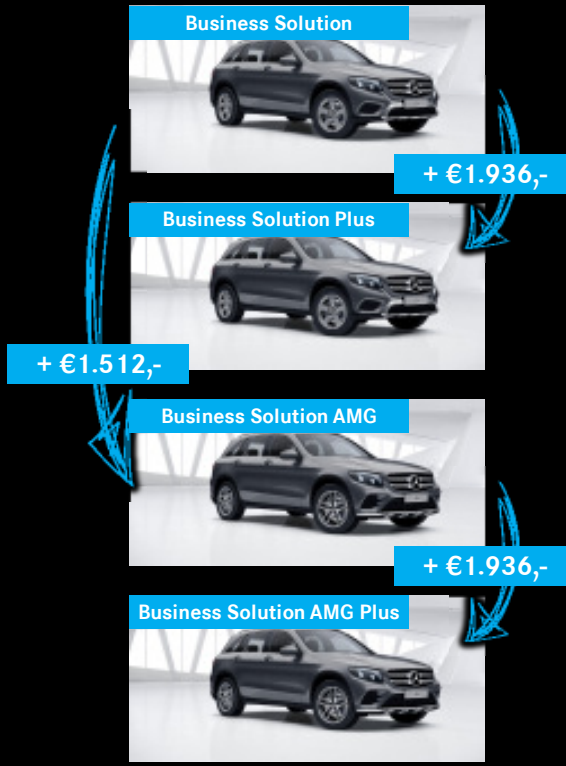 Business Solution
+ €1.936,-
Business Solution Plus
+ €1.512,-
Business Solution AMG
+ €1.936,-
Business Solution AMG Plus